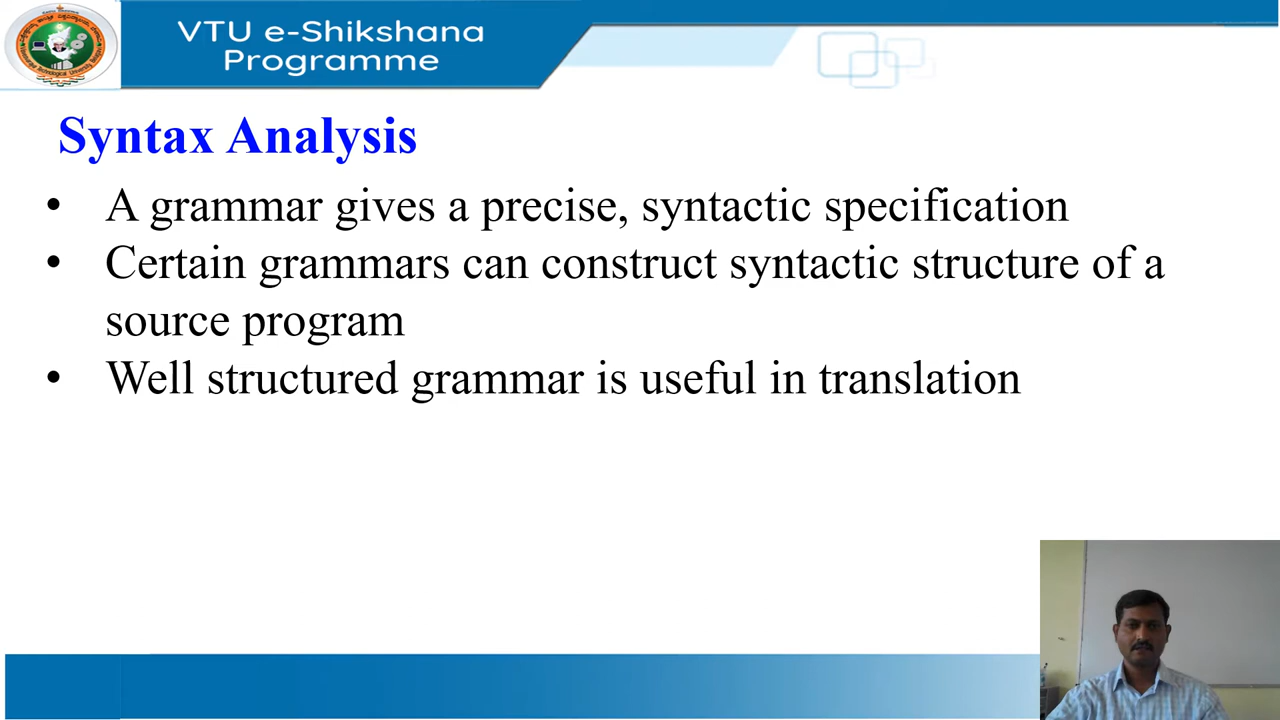 VTU e-Shikshana
Programme
Syntax Analysis
• A grammar gives a precise, syntactic specification
• Certain grammars can construct syntactic structure of a
source program
• Well structured grammar is useful in translation